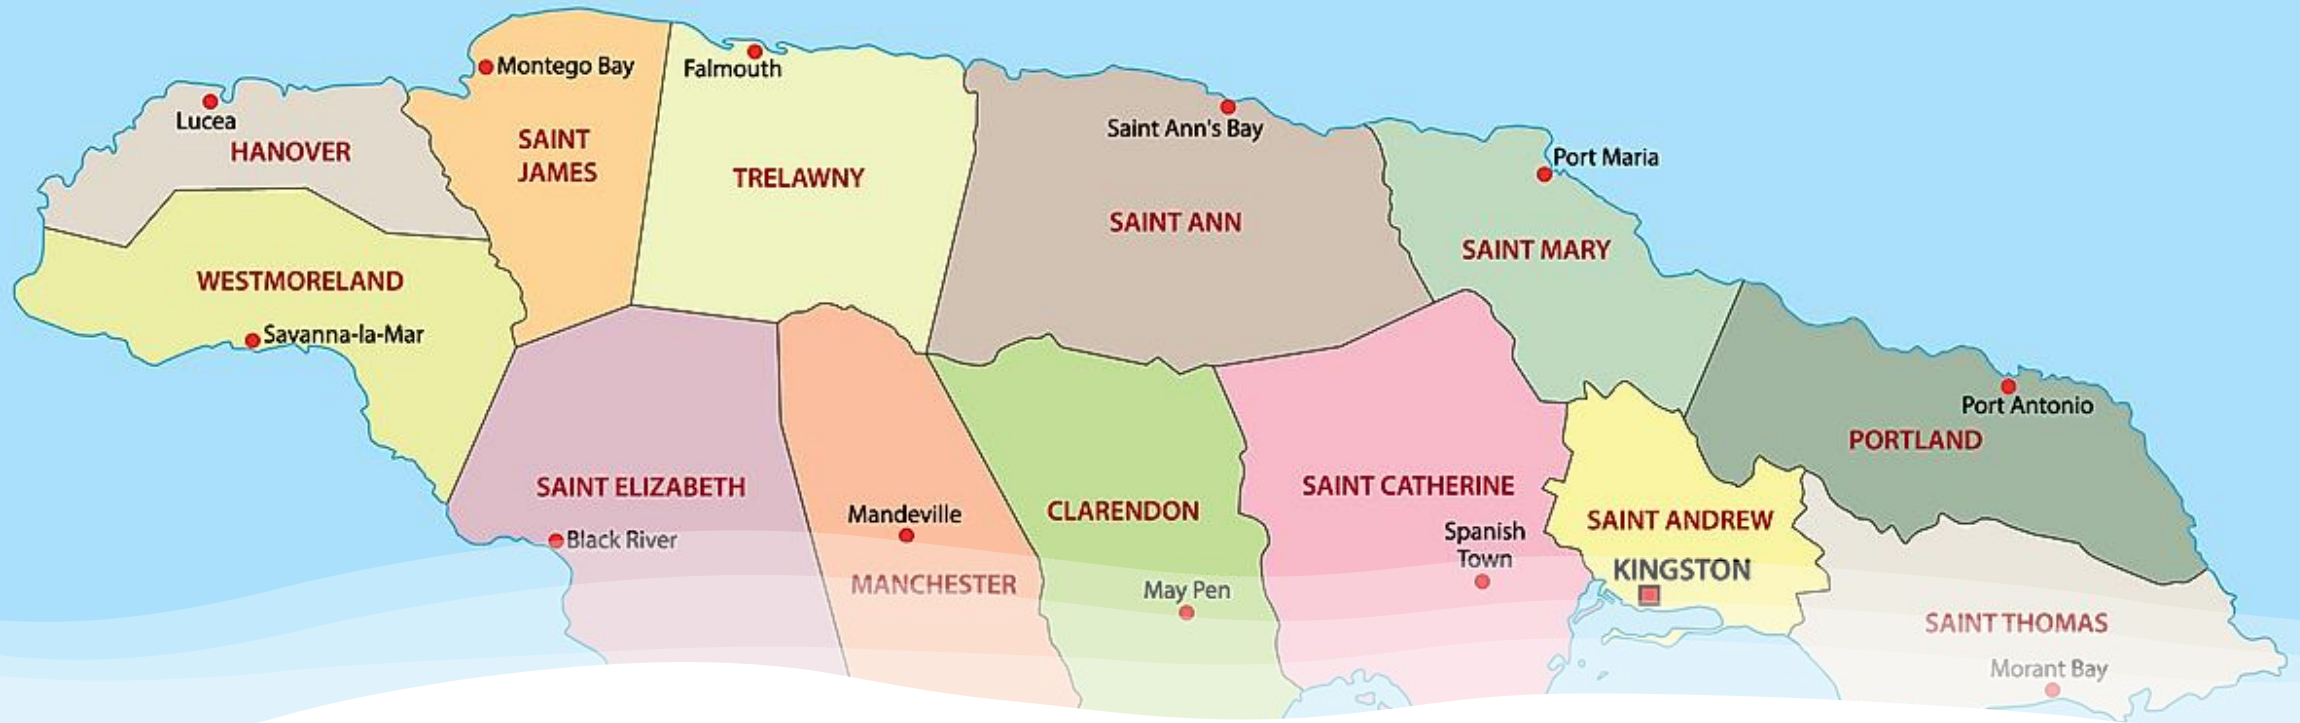 Montego Bay
Falmouth
Lucea
HANOVER
SAINT
JAMES
TRELAWNY
Saint Ann's Bay
SAINT ANN
Port Maria
SAINT MARY
WESTMORELAND
Savanna-la-Mar
Port Antonio
PORTLAND
SAINT ELIZABETH
Black River
Mandeville
MANCHESTER
CLARENDON
May Pen
SAINT CATHERINE
Spanish
Town
SAINT ANDREW
KINGSTON
SAINT THOMAS
Morant Bay